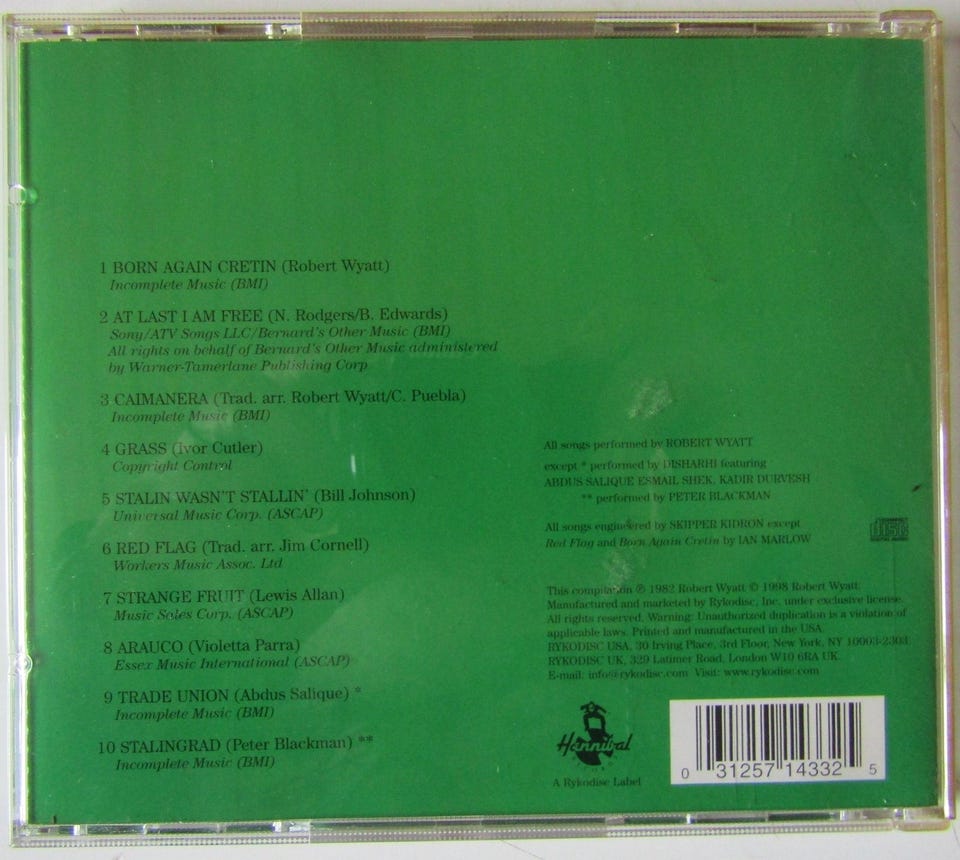 1 BORN AGAIN CRETIN (Robert Wyatt)
Incomplete Music (BMI)
2 AT LAST I AM FREE (N. Rodgers/B. Edwards)
Sony/ATV Songs LLC/Bernard's Other Music (BMI)
All rights on behalf of Bernard's Other Music administered
by Warner-Tamerlane Publishing Corp
3 CAIMANERA (Trad. arr. Robert Wyatt/C. Puebla)
Incomplete Music (BMI)
4 GRASS (Ivor Cutler)
Copyright Control
5 STALIN WASN'T STALLIN' (Bill Johnson)
Universal Music Corp. (ASCAP)
6 RED FLAG (Trad. arr. Jim Cornell)
Workers Music Assoc. Ltd
7 STRANGE FRUIT (Lewis Allan)
Music Sales Corp. (ASCAP)
8 ARAUCO (Violetta Parra)
Essex Music International (ASCAP)
9 TRADE UNION (Abdus Salique) *
Incomplete Music (BMI)
10 STALINGRAD (Peter Blackman) **
Incomplete Music (BMI)
All songs performed by ROBERT WYATT
except * performed by DISHARHI featuring
ABDUS SALIQUE ESMAIL SHEK, KADIR DURVESH
** performed by PETER BLACKMAN
All songs engineered by SKIPPER KIDRON except
Red Flag and Born Again Cretin by IAN MARLOW
disc
DIGITAL AUDIO
This compilation ℗ 1982 Robert Wyatt. © 1998 Robert Wyatt.
Manufactured and marketed by Rykodisc, Inc. under exclusive license.
All rights reserved. Warning: Unauthorized duplication is a violation of
applicable laws. Printed and manufactured in the USA.
RYKODISC USA, 30 Irving Place, 3rd Floor, New York, NY 10003-2303
RYKODISC UK, 329 Latimer Road, London W10 6RA UK.
E-mail: info@rykodisc.com Visit: www.rykodisc.com
Hannibal
RECORDS
A Rykodisc Label
0 31257 14332 5